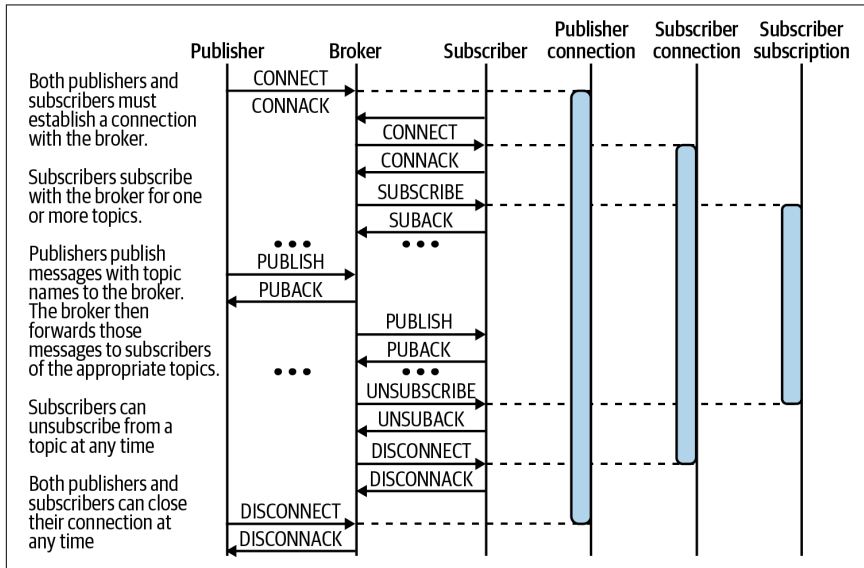 Publisher
Broker
Subscriber
Publisher
connection
Subscriber
connection
Subscriber
subscription
Both publishers and
subscribers must
establish a connection
with the broker.
CONNECT
CONNACK
CONNECT
CONNACK
Subscribers subscribe
with the broker for one
or more topics.
SUBSCRIBE
SUBACK
Publishers publish
messages with topic
names to the broker.
The broker then
forwards those
messages to subscribers
of the appropriate topics.
PUBLISH
PUBACK
PUBLISH
PUBACK
Subscribers can
unsubscribe from a
topic at any time
UNSUBSCRIBE
UNSUBACK
DISCONNECT
DISCONNACK
Both publishers and
subscribers can close
their connection at
any time
DISCONNECT
DISCONNACK